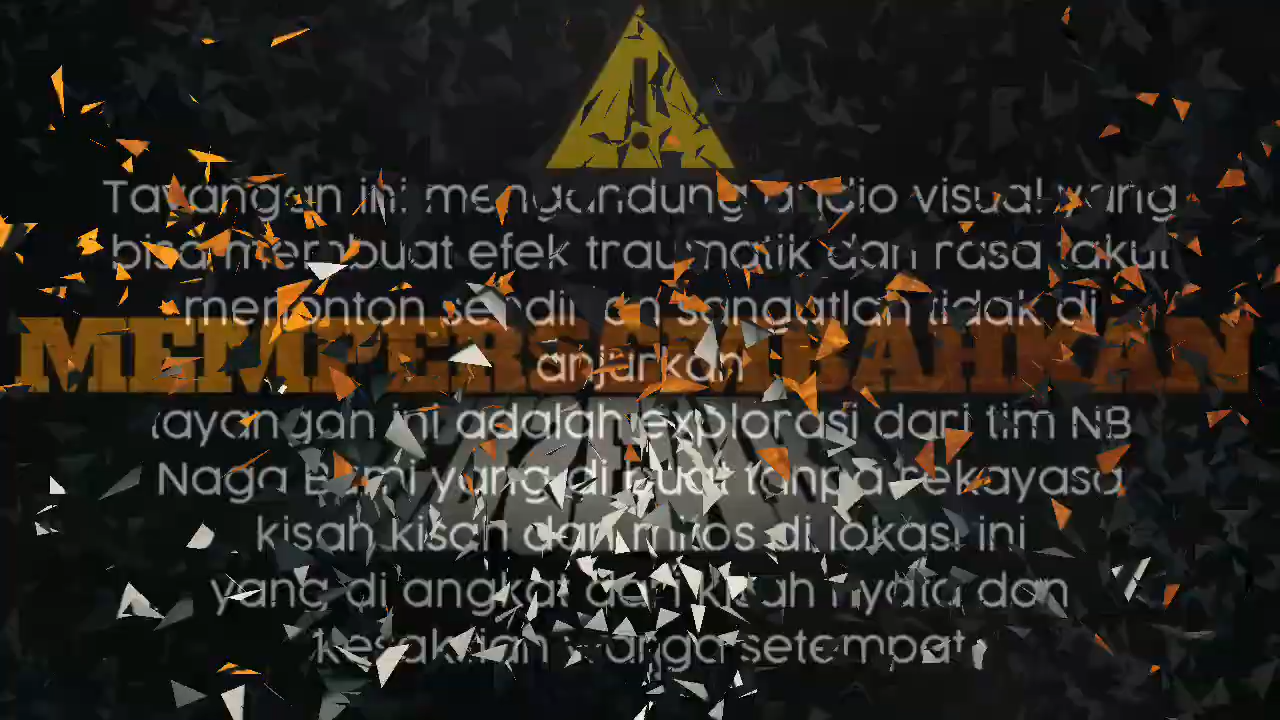 Tayangan ini mengandung audio visual yang
bisa membuat efek traumatik dan rasa takut
menonton sendirian sangatlah tidak di
MEMPERSEMBAHKAN
anjurkan
tayangan ini adalah explorasi dari tim NB
Naga Bumi yang di buat tanpa rekayasa
kisah kisah dan mitos di lokasi ini
yang di angkat dari kisah nyata dan
kesaksian warga setempat